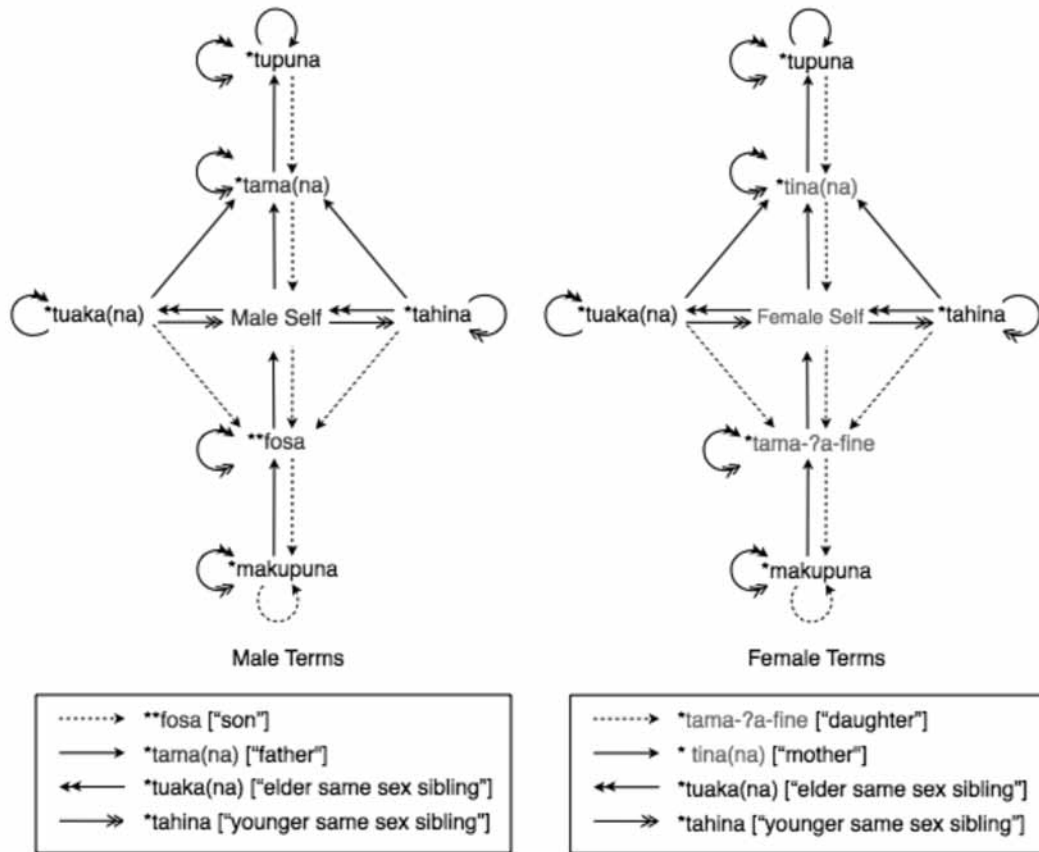 *tupuna
*tama(na)
*tuaka(na) Male Self *tahina
**fosa
*makupuna
Male Terms
**fosa ["son"]
*tama(na) ["father"]
*tuaka(na) ["elder same sex sibling"]
*tahina ["younger same sex sibling"]
*tupuna
*tina(na)
*tuaka(na) Female Self *tahina
*tama-?a-fine
*makupuna
Female Terms
*tama-?a-fine ["daughter"]
* tina(na) ["mother"]
*tuaka(na) ["elder same sex sibling"]
*tahina ["younger same sex sibling"]